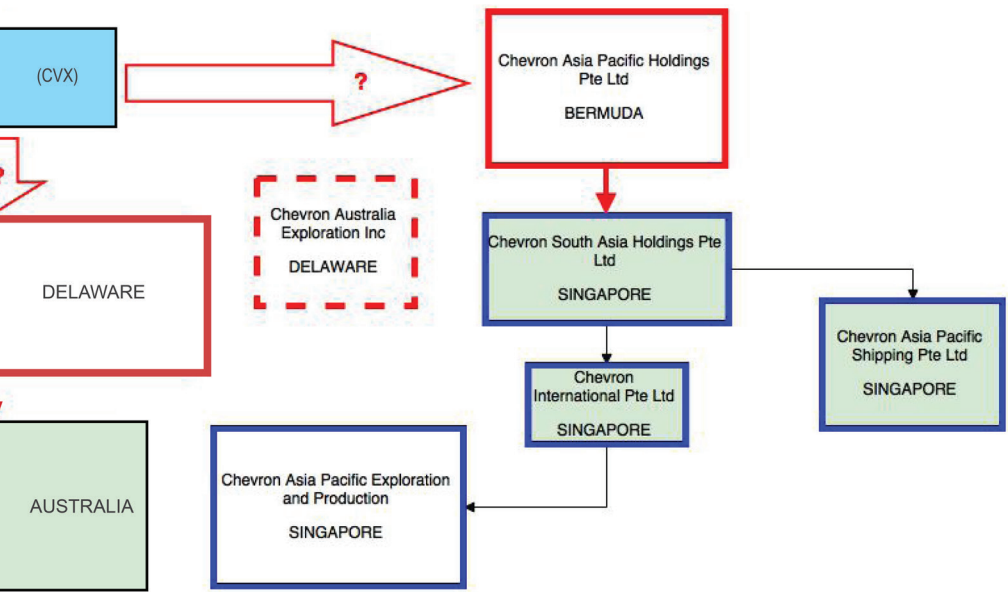 (CVX)
?
Chevron Asia Pacific Holdings
Pte Ltd
BERMUDA
?
Chevron Australia
Exploration Inc
DELAWARE
Chevron South Asia Holdings Pte
Ltd
SINGAPORE
DELAWARE
Chevron Asia Pacific
Shipping Pte Ltd
SINGAPORE
Chevron
International Pte Ltd
SINGAPORE
AUSTRALIA
Chevron Asia Pacific Exploration
and Production
SINGAPORE